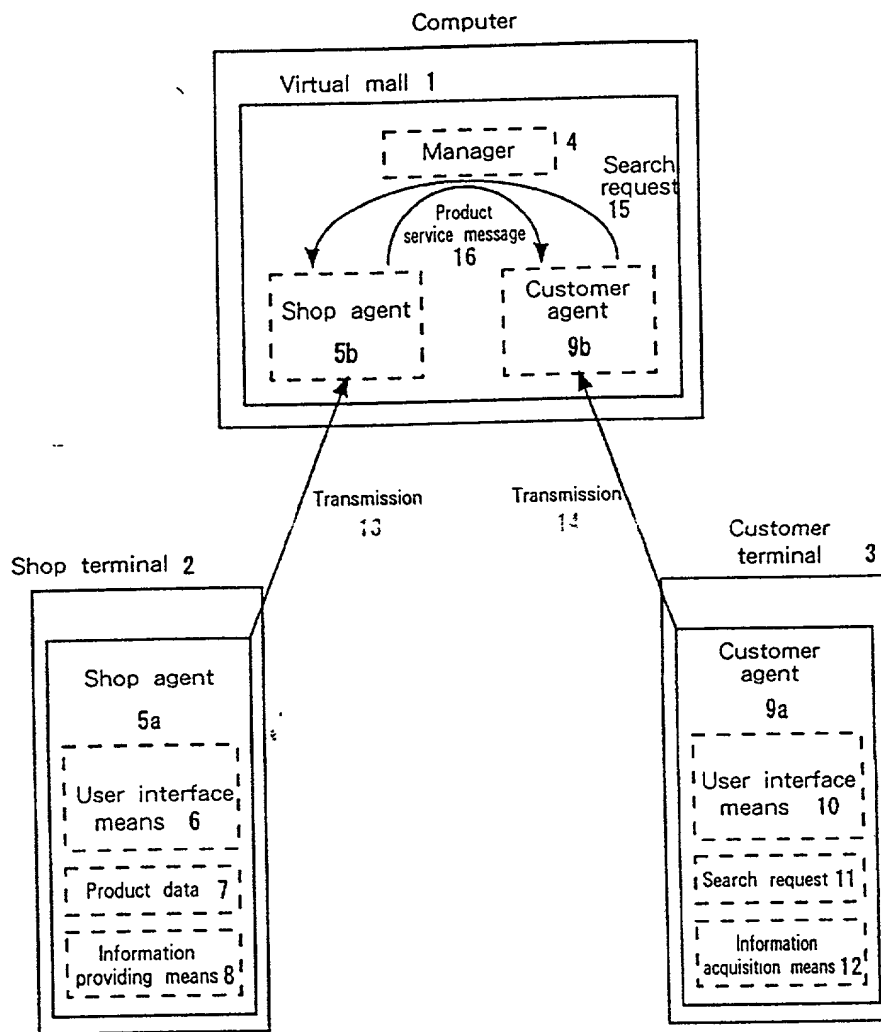 Computer
Virtual mall 1
Manager
4
Search
request
15
Product
service message
16
Shop agent
5b
Customer
agent
9b
Transmission
13
Transmission
14
Shop terminal 2
Customer
terminal 3
Shop agent
5a
User interface
means 6
Product data 7
Information
providing means 8
Customer
agent
9a
User interface
means 10
Search request 11
Information
acquisition means 12